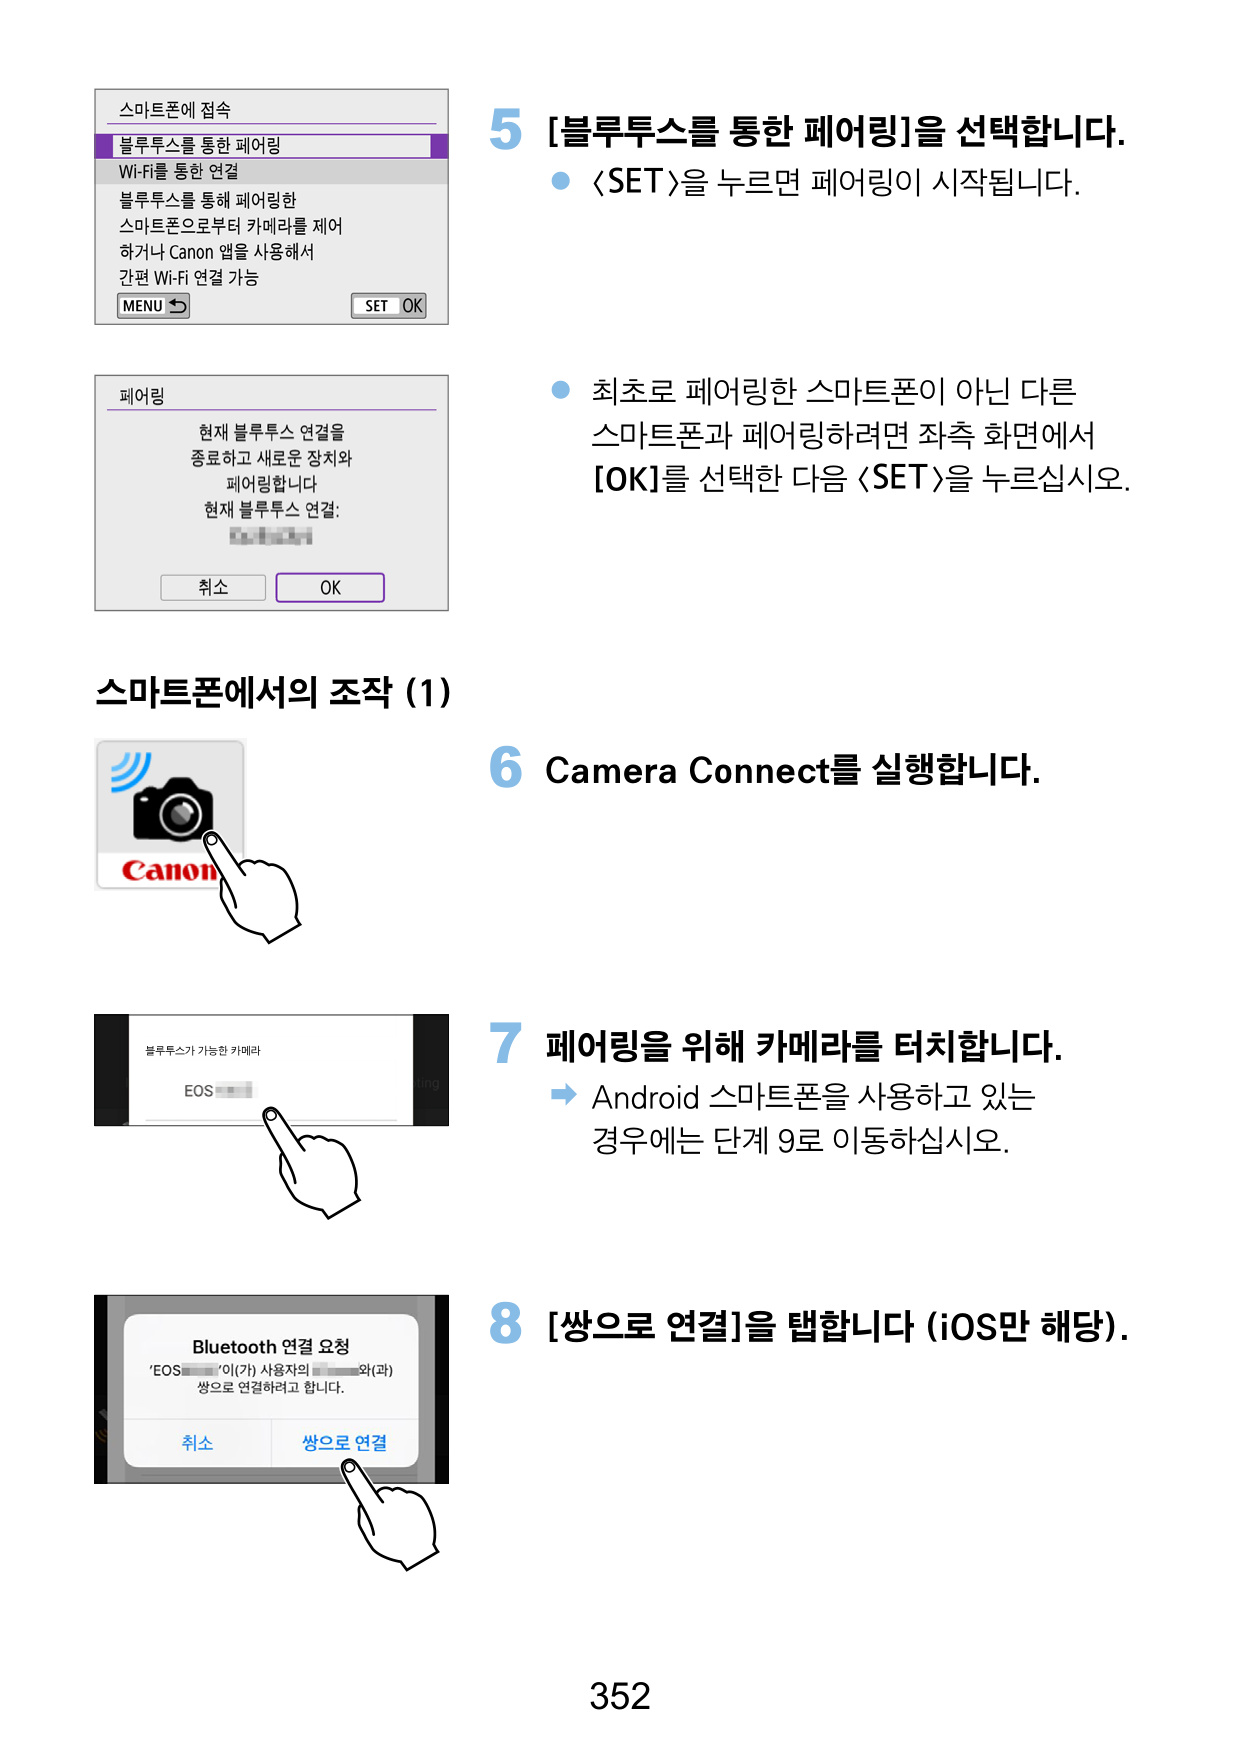 스마트폰에 접속
블루투스를 통한 페어링
Wi-Fi를 통한 연결
블루투스를 통해 페어링한
스마트폰으로부터 카메라를 제어
하거나 Canon 앱을 사용해서
간편 Wi-Fi 연결 가능
MENU
SET OK
5 [블루투스를 통한 페어링]을 선택합니다.
● <SET>을 누르면 페어링이 시작됩니다.
페어링
현재 블루투스 연결을
종료하고 새로운 장치와
페어링합니다
현재 블루투스 연결:
취소
OK
● 최초로 페어링한 스마트폰이 아닌 다른
스마트폰과 페어링하려면 좌측 화면에서
[OK]를 선택한 다음 <SET>을 누르십시오.
스마트폰에서의 조작 (1)
Canon
6 Camera Connect를 실행합니다.
블루투스가 가능한 카메라
EOS
7 페어링을 위해 카메라를 터치합니다.
➡ Android 스마트폰을 사용하고 있는
경우에는 단계 9로 이동하십시오.
Bluetooth 연결 요청
'EOS '이(가) 사용자의 와(과)
쌍으로 연결하려고 합니다.
취소
쌍으로 연결
8 [쌍으로 연결]을 탭합니다 (iOS만 해당).
352